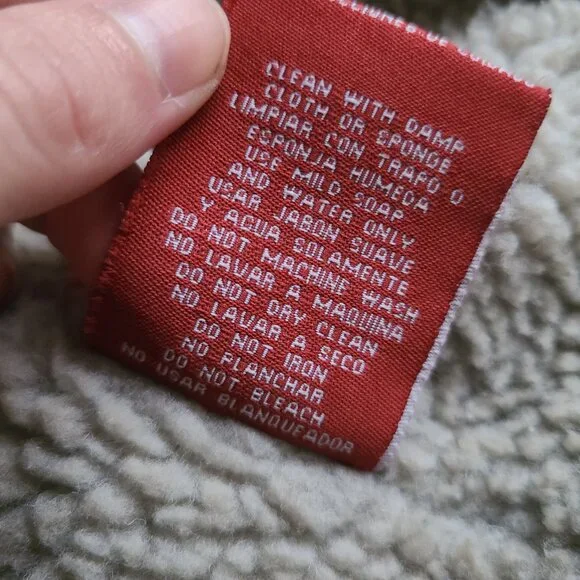 CLEAN WITH DAMP
CLOTH OR SPONGE
LIMPIAR CON TRAPO O
ESPONJA HUMEDA
USE MILD SOAP
AND WATER ONLY
USAR JABON SUAVE
Y AGUA SOLAMENTE
DO NOT MACHINE WASH
NO LAVAR A MAQUINA
DO NOT DRY CLEAN
NO LAVAR A SECO
DO NOT IRON
NO PLANCHAR
DO NOT BLEACH
NO USAR BLANQUEADOR